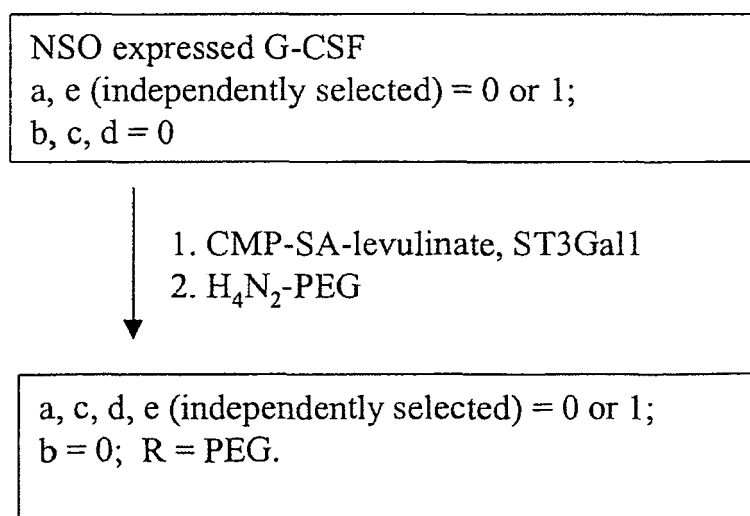 NSO expressed G-CSF
a, e (independently selected) = 0 or 1;
b, c, d = 0
1. CMP-SA-levulinate, ST3Gal1
2. H₄N₂-PEG
a, c, d, e (independently selected) = 0 or 1;
b = 0; R = PEG.